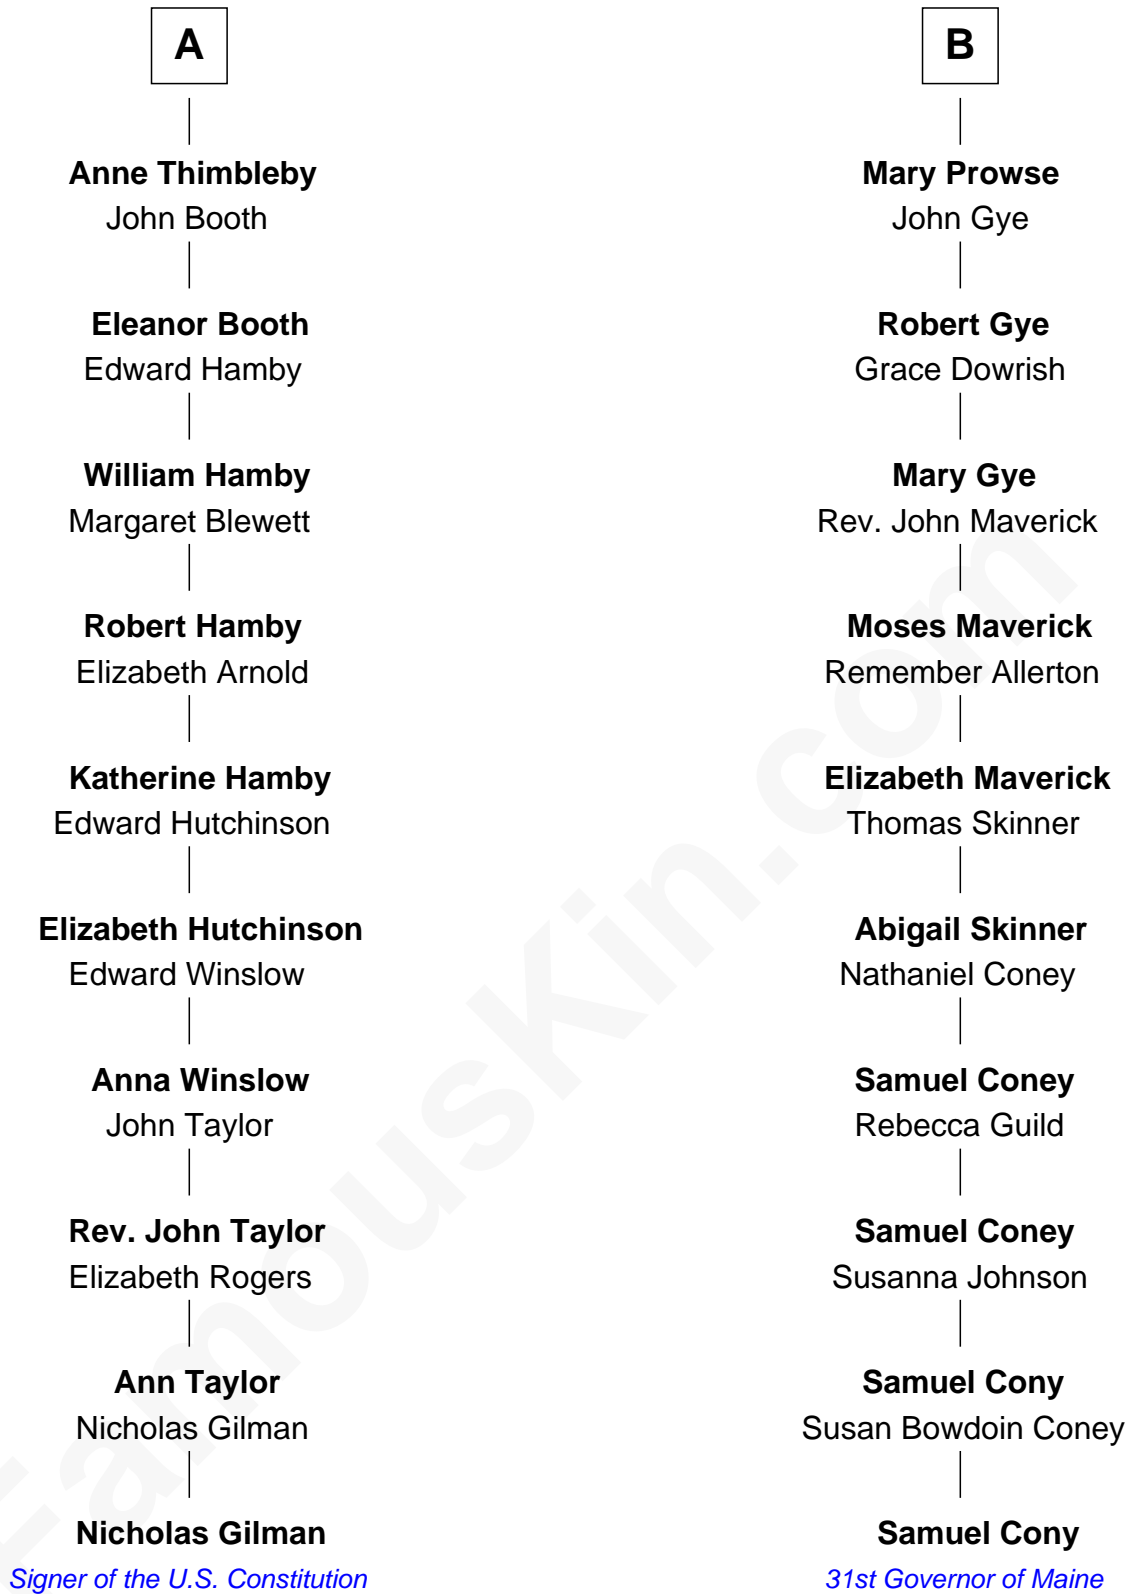 A
Anne Thimbleby
John Booth
Eleanor Booth
Edward Hamby
William Hamby
Margaret Blewett
Robert Hamby
Elizabeth Arnold
Katherine Hamby
Edward Hutchinson
Elizabeth Hutchinson
Edward Winslow
Anna Winslow
John Taylor
Rev. John Taylor
Elizabeth Rogers
Ann Taylor
Nicholas Gilman
Nicholas Gilman
Signer of the U.S. Constitution
B
Mary Prowse
John Gye
Robert Gye
Grace Dowrish
Mary Gye
Rev. John Maverick
Moses Maverick
Remember Allerton
Elizabeth Maverick
Thomas Skinner
Abigail Skinner
Nathaniel Coney
Samuel Coney
Rebecca Guild
Samuel Coney
Susanna Johnson
Samuel Cony
Susan Bowdoin Coney
Samuel Cony
31st Governor of Maine
FamousKin.com